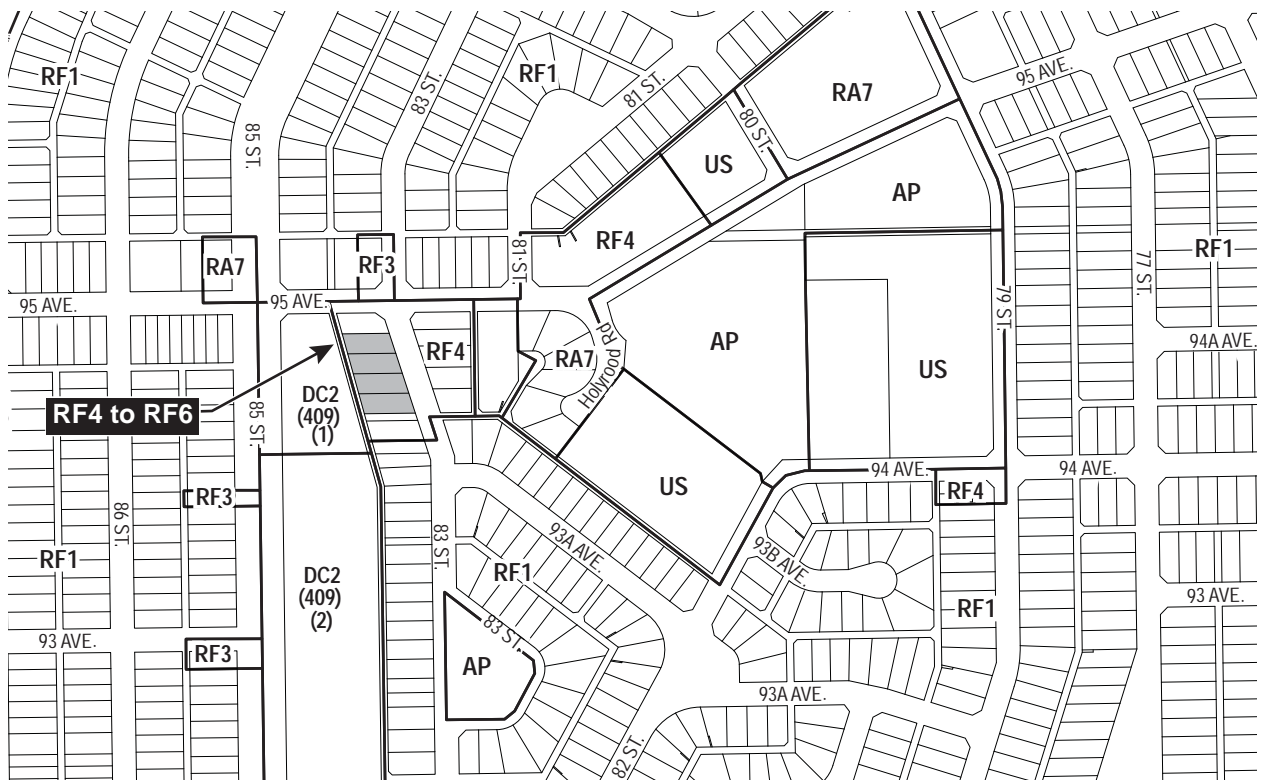 RF1
83 ST.
RF1
81 ST.
RA7
95 AVE.
85 ST.
80 ST.
US
AP
RF4
RF1
RA7
RF3
81 ST.
77 ST.
79 ST.
95 AVE.
95 AVE.
RF4
RA7
Holyrood Rd
AP
US
94A AVE.
RF4 to RF6
DC2
(409)
(1)
85 ST.
94 AVE.
94 AVE.
RF4
RF3
US
86 ST.
83 ST.
93A AVE.
93B AVE.
RF1
RF1
DC2
(409)
(2)
RF1
93 AVE.
93 AVE.
83 ST.
RF3
AP
93A AVE.
82 ST.